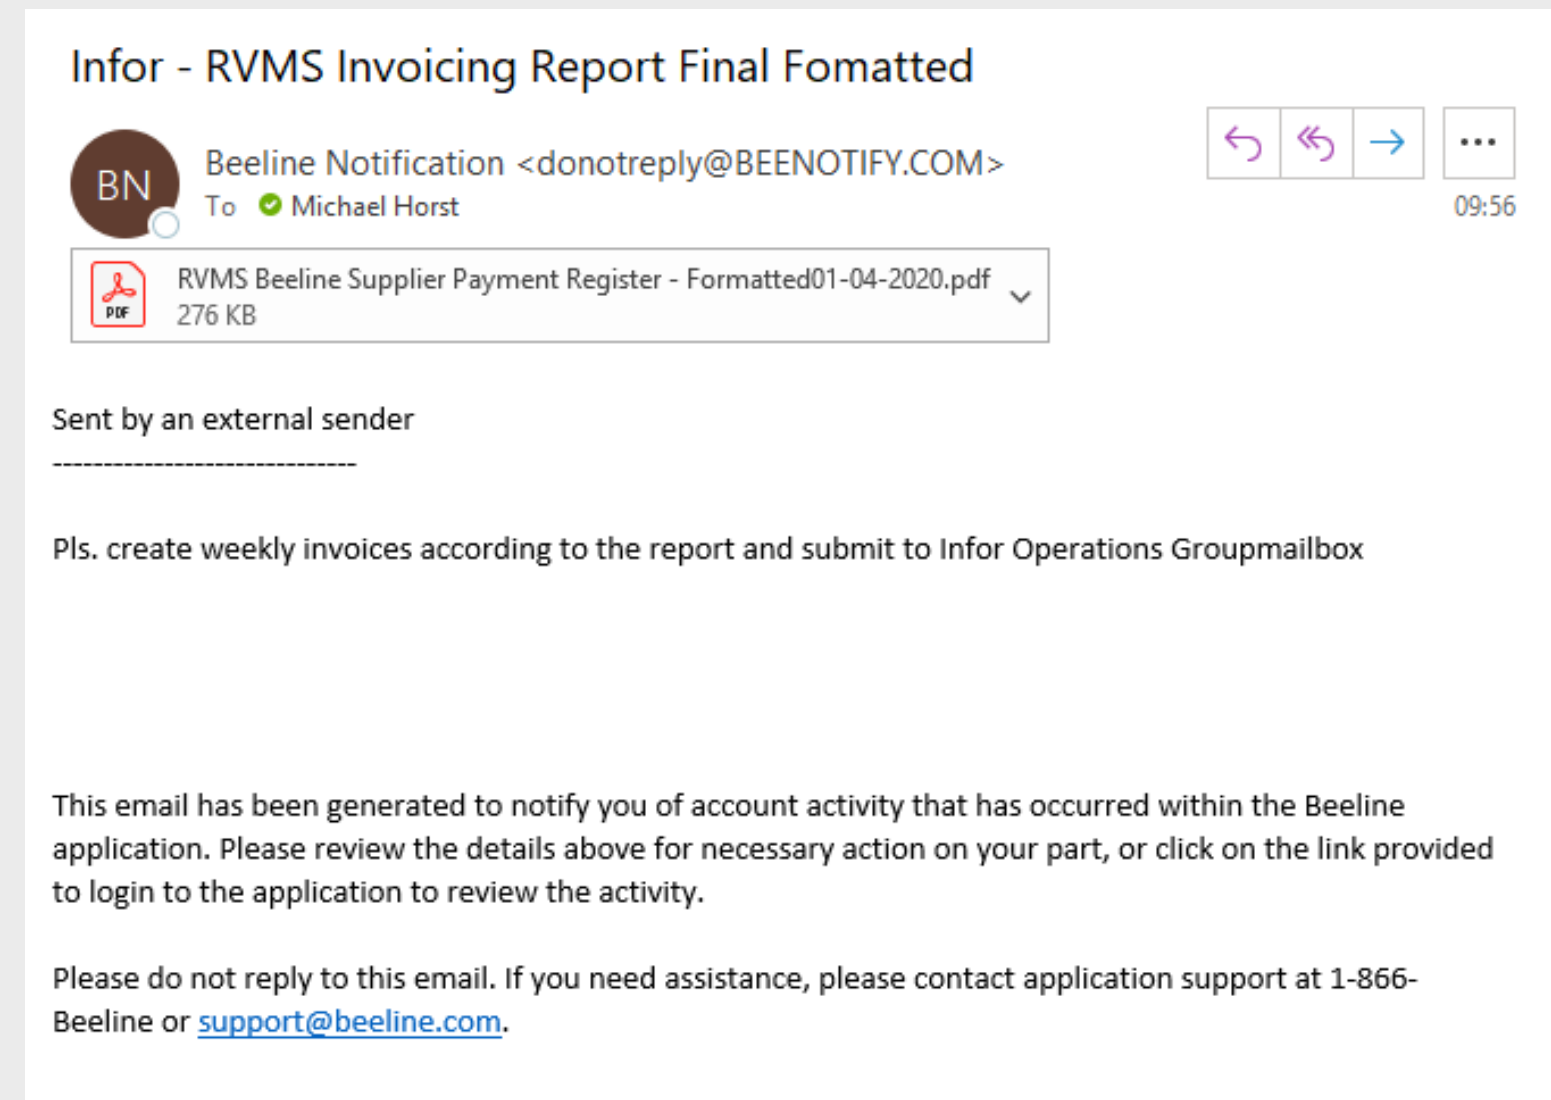 Infor - RVMS Invoicing Report Final Fomatted
BN
Beeline Notification <donotreply@BEENOTIFY.COM>
To Michael Horst
09:56
PDF
RVMS Beeline Supplier Payment Register - Formatted01-04-2020.pdf
276 KB
Sent by an external sender
------------------------------
Pls. create weekly invoices according to the report and submit to Infor Operations Groupmailbox
This email has been generated to notify you of account activity that has occurred within the Beeline
application. Please review the details above for necessary action on your part, or click on the link provided
to login to the application to review the activity.
Please do not reply to this email. If you need assistance, please contact application support at 1-866-
Beeline or support@beeline.com.